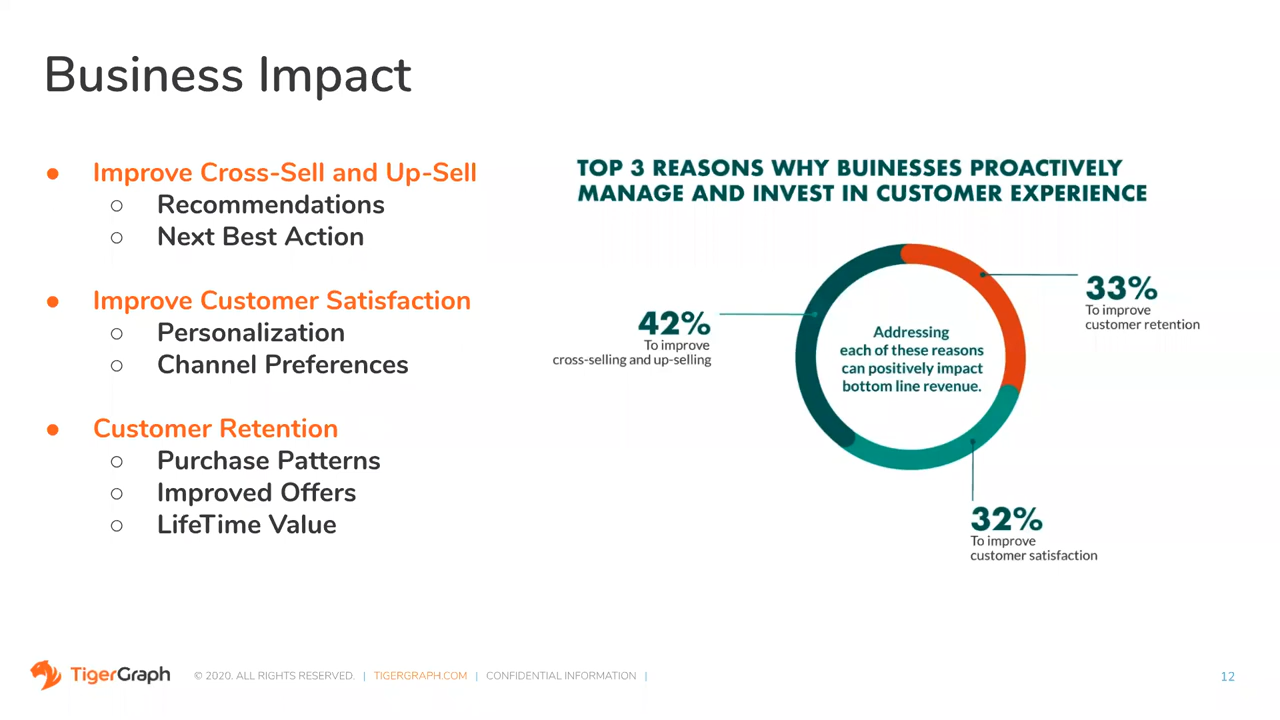 Business Impact
● Improve Cross-Sell and Up-Sell
○ Recommendations
○ Next Best Action
● Improve Customer Satisfaction
○ Personalization
○ Channel Preferences
● Customer Retention
○ Purchase Patterns
○ Improved Offers
○ LifeTime Value
TOP 3 REASONS WHY BUINESSES PROACTIVELY
MANAGE AND INVEST IN CUSTOMER EXPERIENCE
33%
To improve
customer retention
42%
To improve
cross-selling and up-selling
Addressing
each of these reasons
can positively impact
bottom line revenue.
32%
To improve
customer satisfaction
TigerGraph
© 2020. ALL RIGHTS RESERVED. | TIGERGRAPH.COM | CONFIDENTIAL INFORMATION |
12